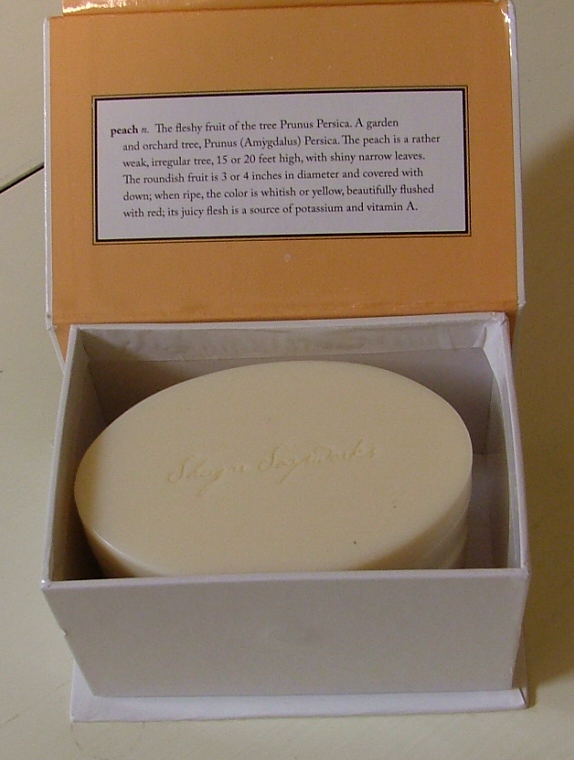 peach n. The fleshy fruit of the tree Prunus Persica. A garden
and orchard tree, Prunus (Amygdalus) Persica. The peach is a rather
weak, irregular tree, 15 or 20 feet high, with shiny narrow leaves.
The roundish fruit is 3 or 4 inches in diameter and covered with
down; when ripe, the color is whitish or yellow, beautifully flushed
with red; its juicy flesh is a source of potassium and vitamin A.